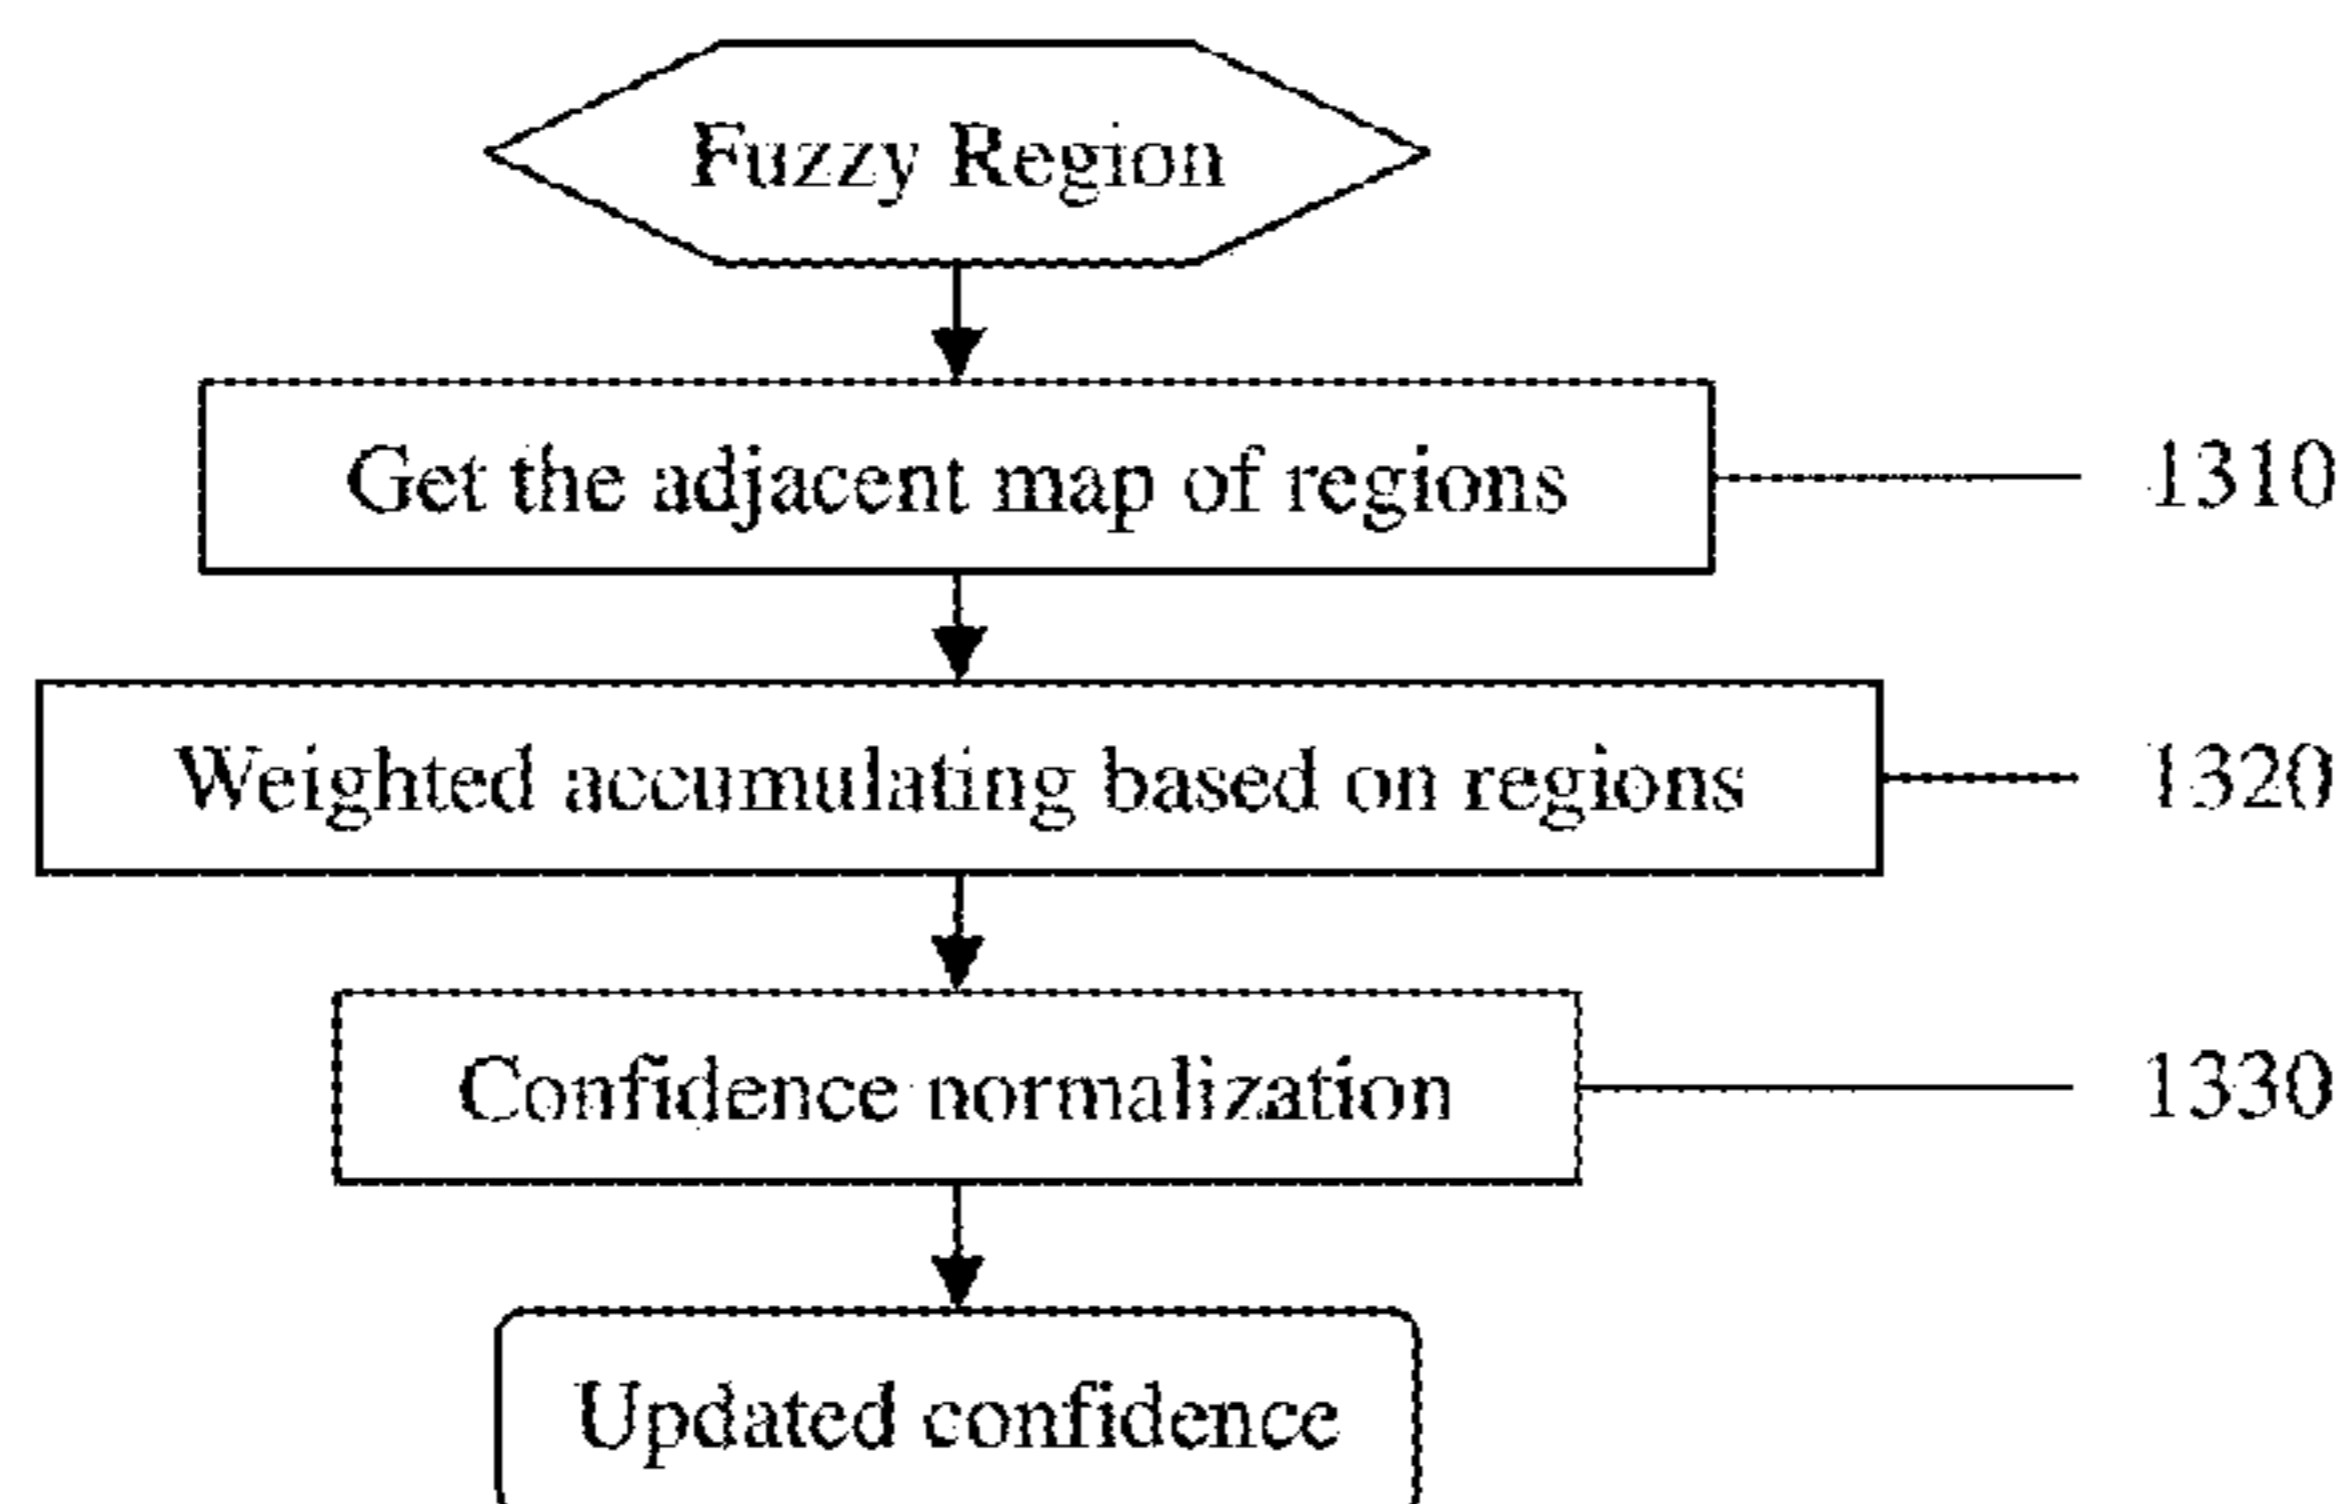 Fuzzy Region
Get the adjacent map of regions
1310
Weighted accumulating based on regions
1320
Confidence normalization
1330
Updated confidence